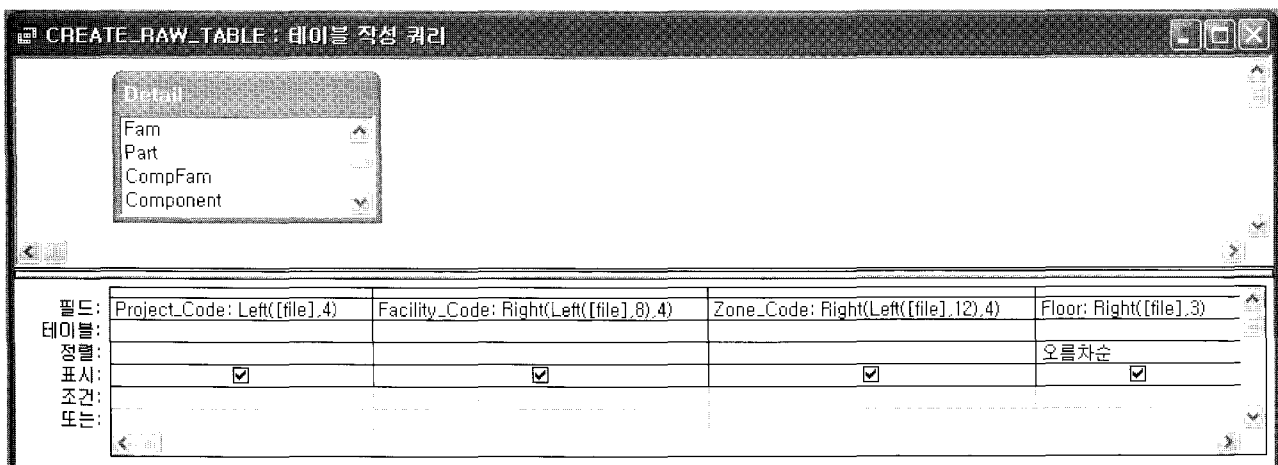 CREATE_RAW_TABLE : 테이블 작성 쿼리
Detail
Fam
Part
CompFam
Component
필드: Project_Code: Left([file],4) Facility_Code: Right(Left([file],8),4) Zone_Code: Right(Left([file],12),4) Floor: Right([file],3)
테이블:
정렬: 오름차순
표시:
조건:
또는: